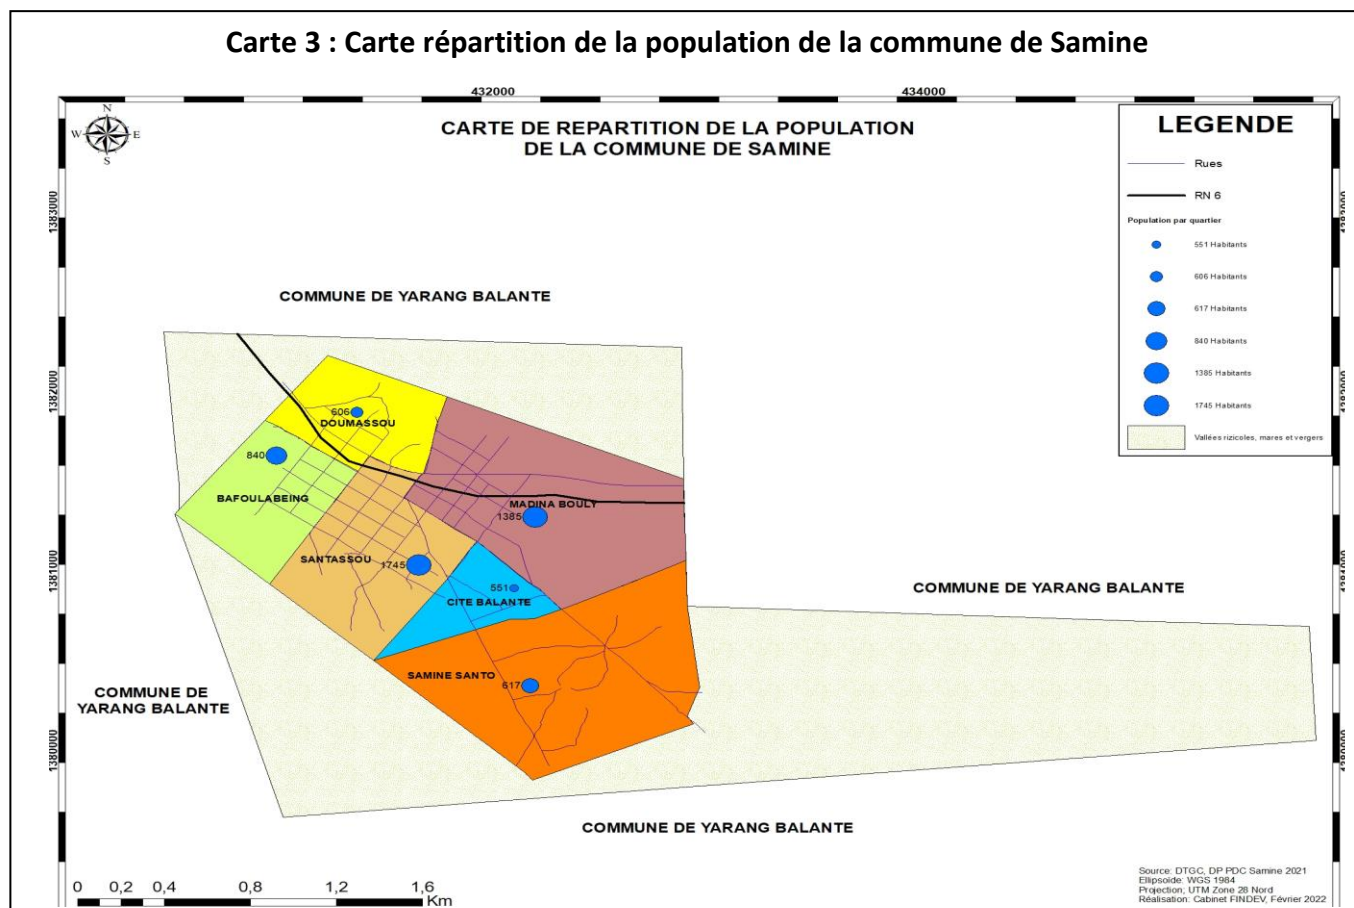 Carte 3 : Carte répartition de la population de la commune de Samine
432000
434000
N
W
E
S
CARTE DE REPARTITION DE LA POPULATION
DE LA COMMUNE DE SAMINE
LEGENDE
Rues
RN 6
Population par quartier
551 Habitants
606 Habitants
617 Habitants
840 Habitants
1385 Habitants
1745 Habitants
Vallées rizicoles, mares et vergers
1383000
1383000
1382000
1382000
1381000
1381000
1380000
1380000
COMMUNE DE YARANG BALANTE
606
DOUMASSOU
840
BAFOULABEING
MADINA BOULY
1385
SANTASSOU
1745
551
CITE BALANTE
COMMUNE DE YARANG BALANTE
SAMINE SANTO
617
COMMUNE DE
YARANG BALANTE
COMMUNE DE YARANG BALANTE
0 0,2 0,4 0,8 1,2 1,6
Km
Source: DTGC, DP PDC Samine 2021
Ellipsoïde: WGS 1984
Projection; UTM Zone 28 Nord
Réalisation: Cabinet FINDEV, Février 2022